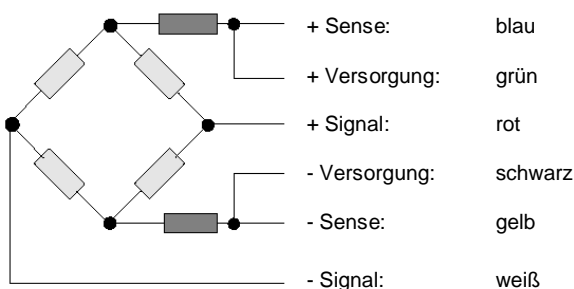 + Sense: blau
+ Versorgung: grün
+ Signal: rot
- Versorgung: schwarz
- Sense: gelb
- Signal: weiß